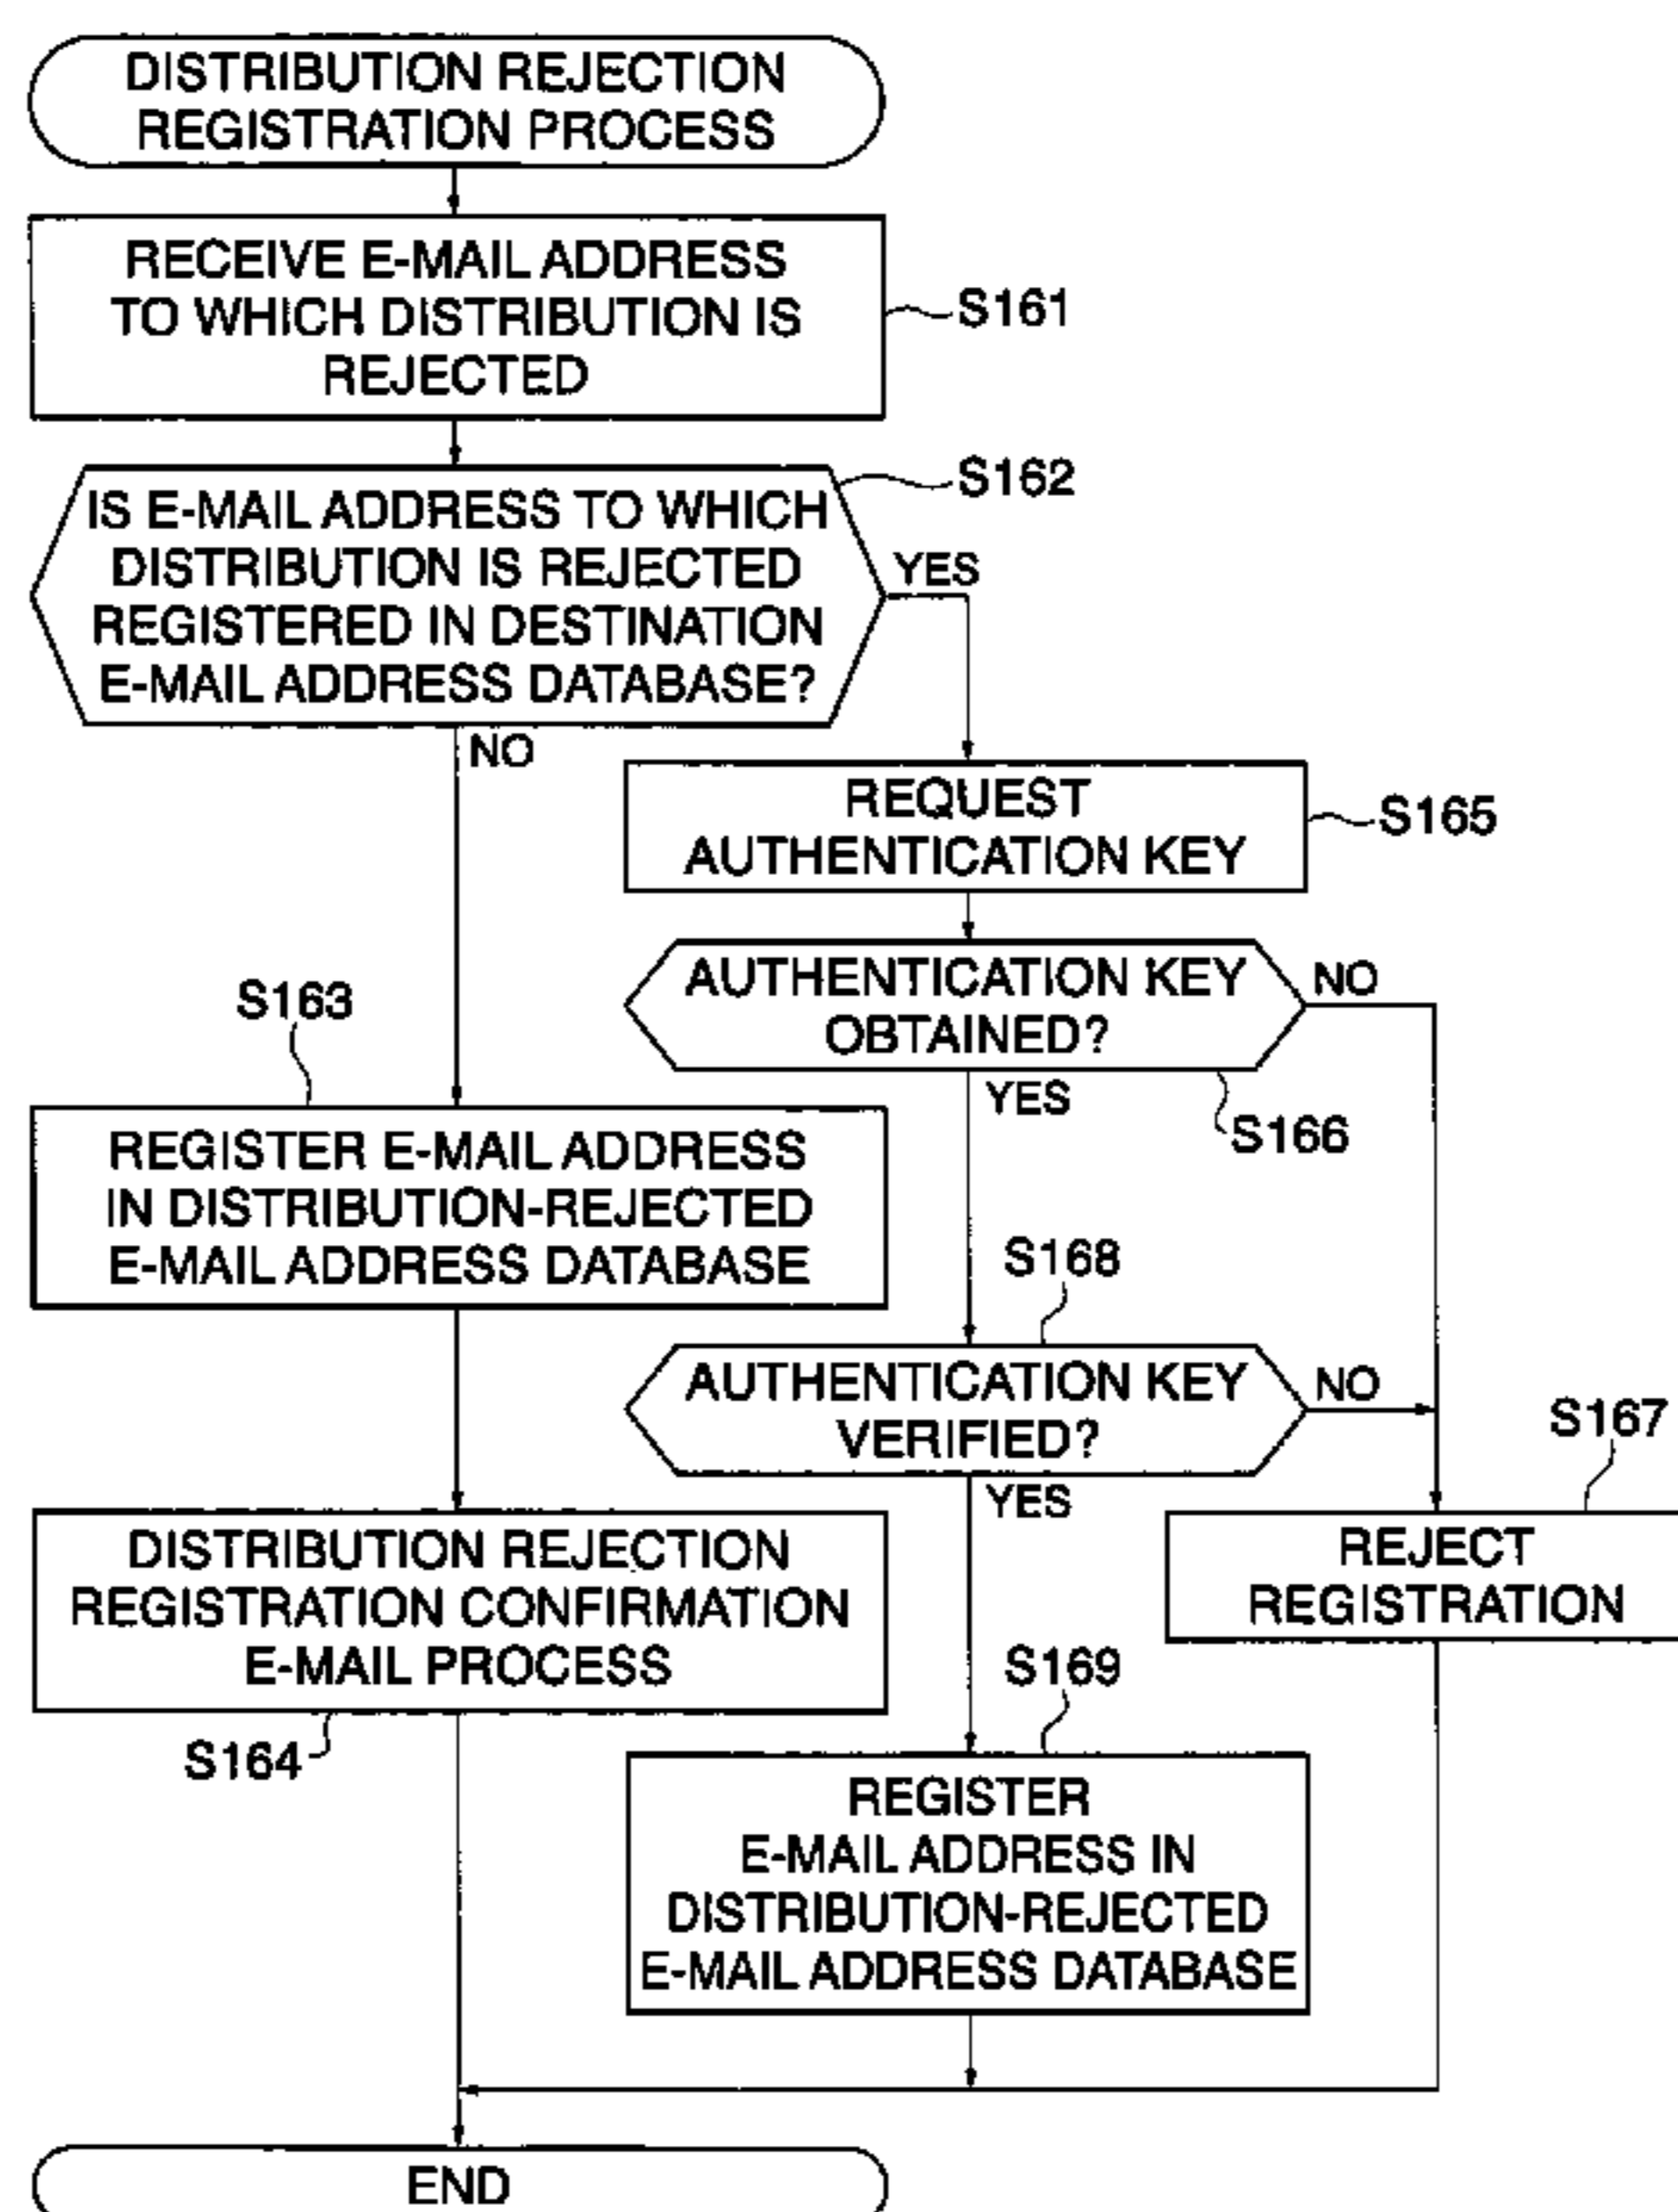 DISTRIBUTION REJECTION
REGISTRATION PROCESS
RECEIVE E-MAIL ADDRESS
TO WHICH DISTRIBUTION IS
REJECTED
S161
S162
IS E-MAIL ADDRESS TO WHICH
DISTRIBUTION IS REJECTED
REGISTERED IN DESTINATION
E-MAIL ADDRESS DATABASE?
YES
NO
REQUEST
AUTHENTICATION KEY
S165
AUTHENTICATION KEY
OBTAINED?
NO
YES
S166
S163
REGISTER E-MAIL ADDRESS
IN DISTRIBUTION-REJECTED
E-MAIL ADDRESS DATABASE
S168
AUTHENTICATION KEY
VERIFIED?
NO
YES
S167
REJECT
REGISTRATION
DISTRIBUTION REJECTION
REGISTRATION CONFIRMATION
E-MAIL PROCESS
S164
S169
REGISTER
E-MAIL ADDRESS IN
DISTRIBUTION-REJECTED
E-MAIL ADDRESS DATABASE
END